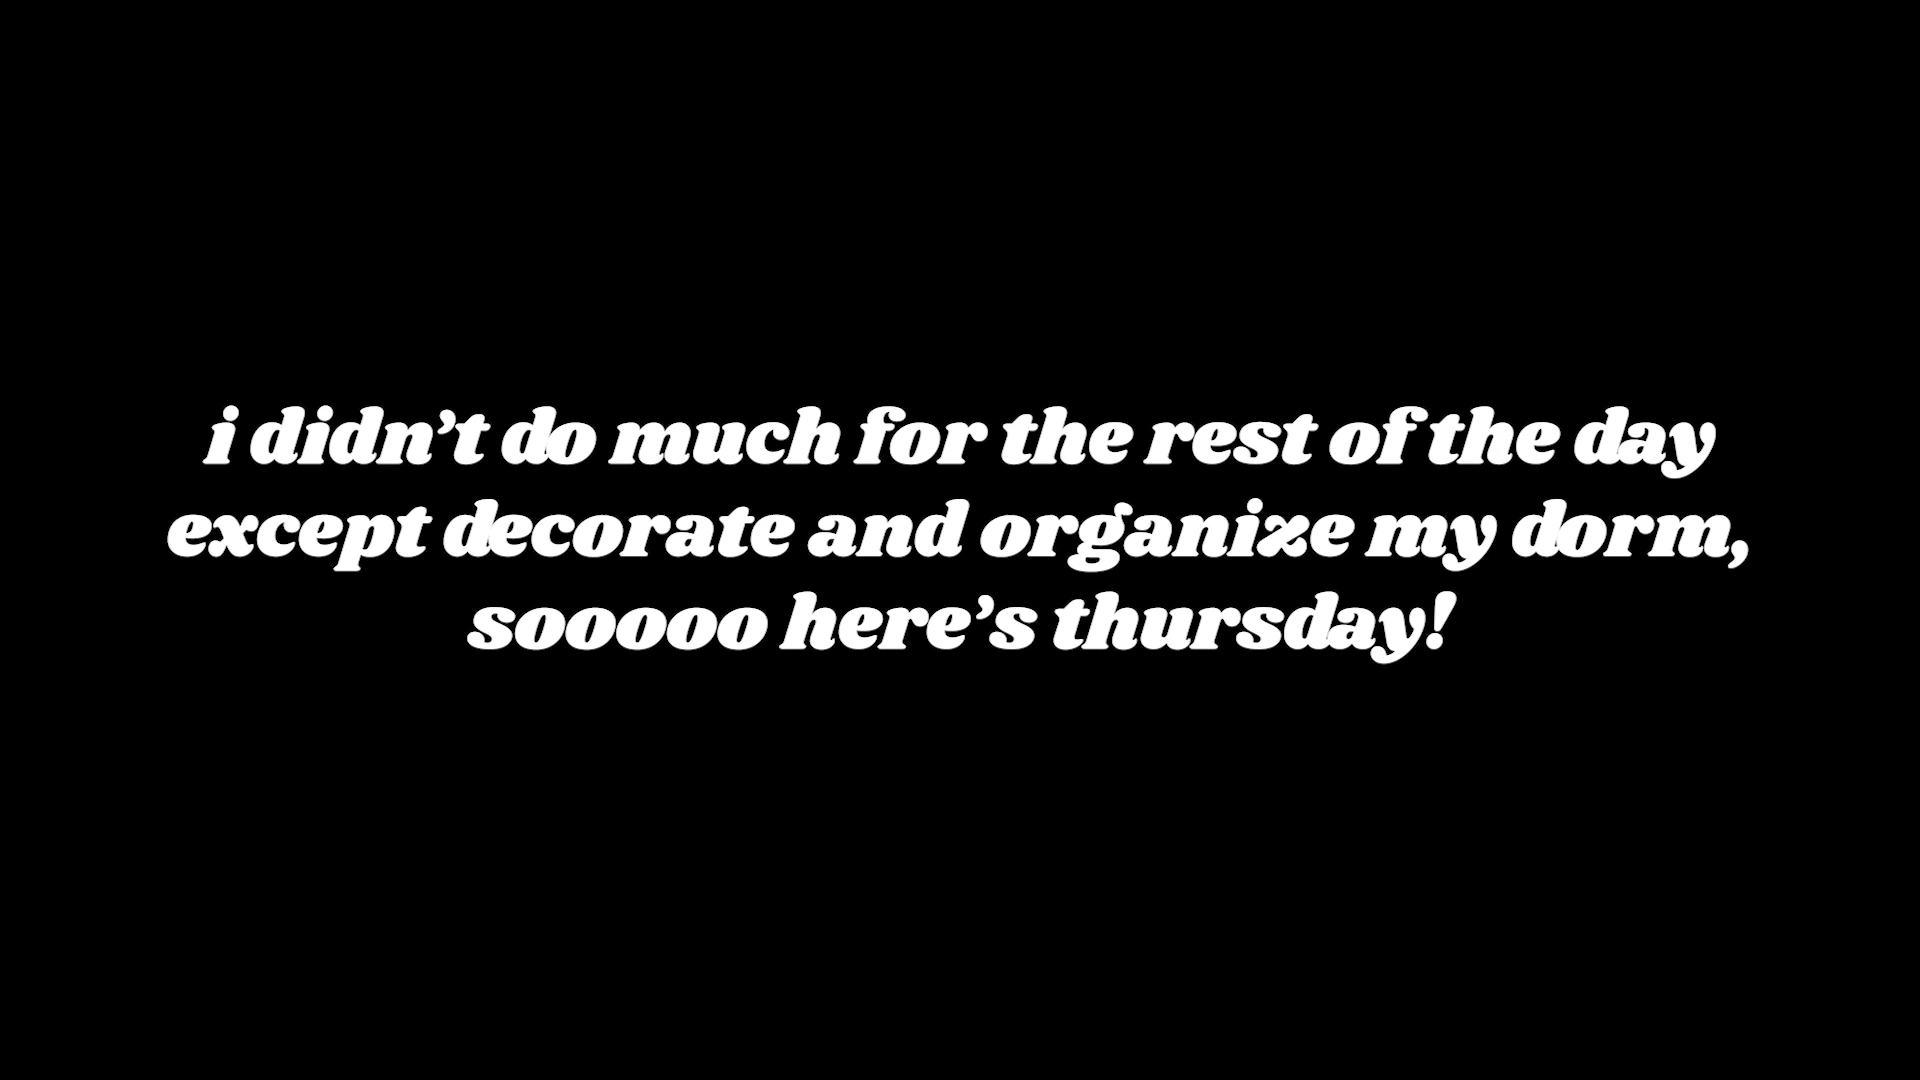 i didn’t do much for the rest of the day
except decorate and organize my dorm,
sooooo here’s thursday!